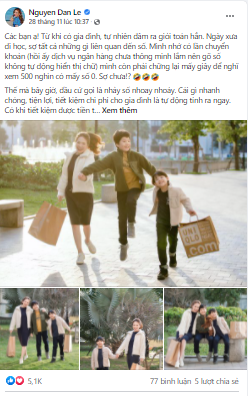 Nguyen Dan Le
28 tháng 11 lúc 10:37
Các bạn ạ! Từ khi có gia đình, tự nhiên dâm ra giỏi toán hẳn. Ngày xưa
đi học, sợ tất cả những gì liên quan đến số. Mình nhớ có lần chuyển
khoản (hồi ấy dịch vụ ngân hàng chưa thông minh lắm nên gõ số
không tự động hiển thị chữ) mình còn phải chững lại mấy giây để nghĩ
xem 500 nghìn có mấy số 0. Sợ chưa!?
Thế mà bây giờ, dầu cứ gọi là nhảy số nhoay nhoáy. Cái gì nhanh
chóng, tiện lợi, tiết kiệm chi phí cho gia đình là tự động tính ra ngay.
Có khi tiết kiệm được tiền t... Xem thêm
.com
5,1K
77 bình luận 5 lượt chia sẻ